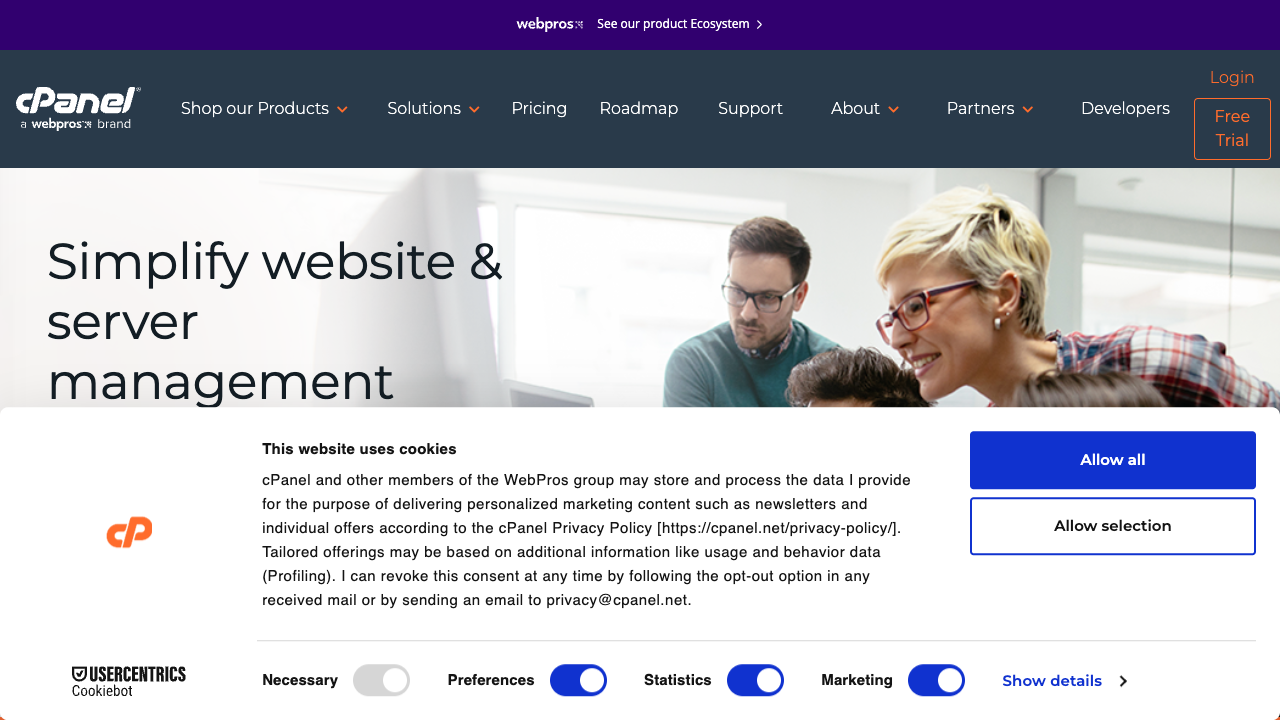 webpros See our product Ecosystem
cPanel®
a webpros brand
Shop our Products
Solutions
Pricing
Roadmap
Support
About
Partners
Developers
Login
Free
Trial
Simplify website &
server
management
This website uses cookies
cPanel and other members of the WebPros group may store and process the data I provide
for the purpose of delivering personalized marketing content such as newsletters and
individual offers according to the cPanel Privacy Policy [https://cpanel.net/privacy-policy/].
Tailored offerings may be based on additional information like usage and behavior data
(Profiling). I can revoke this consent at any time by following the opt-out option in any
received mail or by sending an email to privacy@cpanel.net.
Allow all
Allow selection
cP
USERCENTRICS
Cookiebot
Necessary
Preferences
Statistics
Marketing
Show details